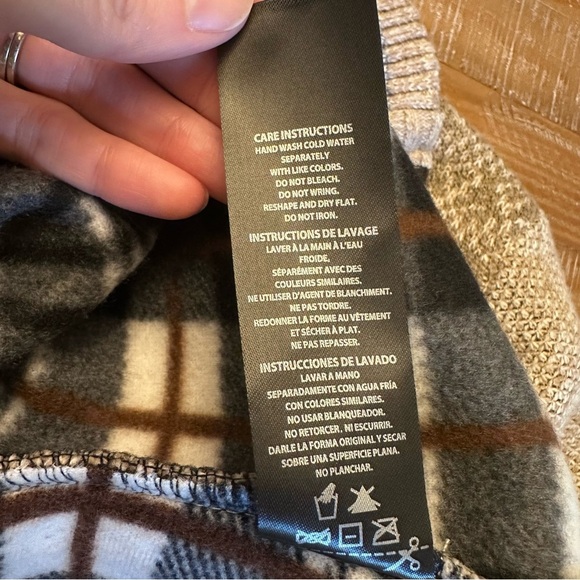 CARE INSTRUCTIONS
HAND WASH COLD WATER
SEPARATELY
WITH LIKE COLORS.
DO NOT BLEACH.
DO NOT WRING.
RESHAPE AND DRY FLAT.
DO NOT IRON.
INSTRUCTIONS DE LAVAGE
LAVER À LA MAIN À L'EAU
FROIDE,
SÉPARÉMENT AVEC DES
COULEURS SIMILAIRES.
NE UTILISER D'AGENT DE BLANCHIMENT.
NE PAS TORDRE.
REDONNER LA FORME AU VÊTEMENT
ET SÉCHER À PLAT.
NE PAS REPASSER.
INSTRUCCIONES DE LAVADO
LAVAR A MANO
SEPARADAMENTE CON AGUA FRÍA
CON COLORES SIMILARES.
NO USAR BLANQUEADOR.
NO RETORCER, NI ESCURRIR.
DARLE LA FORMA ORIGINAL Y SECAR
SOBRE UNA SUPERFICIE PLANA.
NO PLANCHAR.